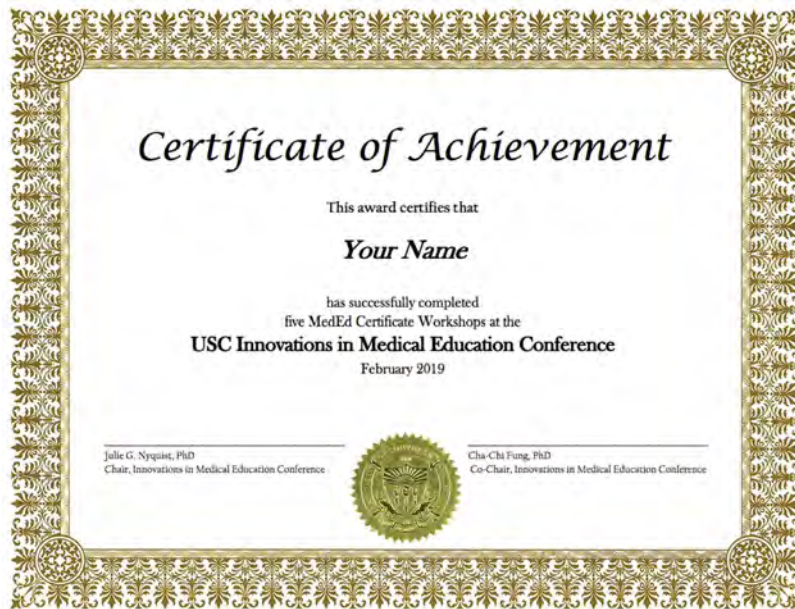 Certificate of Achievement
This award certifies that
Your Name
has successfully completed
five MedEd Certificate Workshops at the
USC Innovations in Medical Education Conference
February 2019
Julie G. Nyquist, PhD
Chair, Innovations in Medical Education Conference
Cha-Chi Fung, PhD
Co-Chair, Innovations in Medical Education Conference